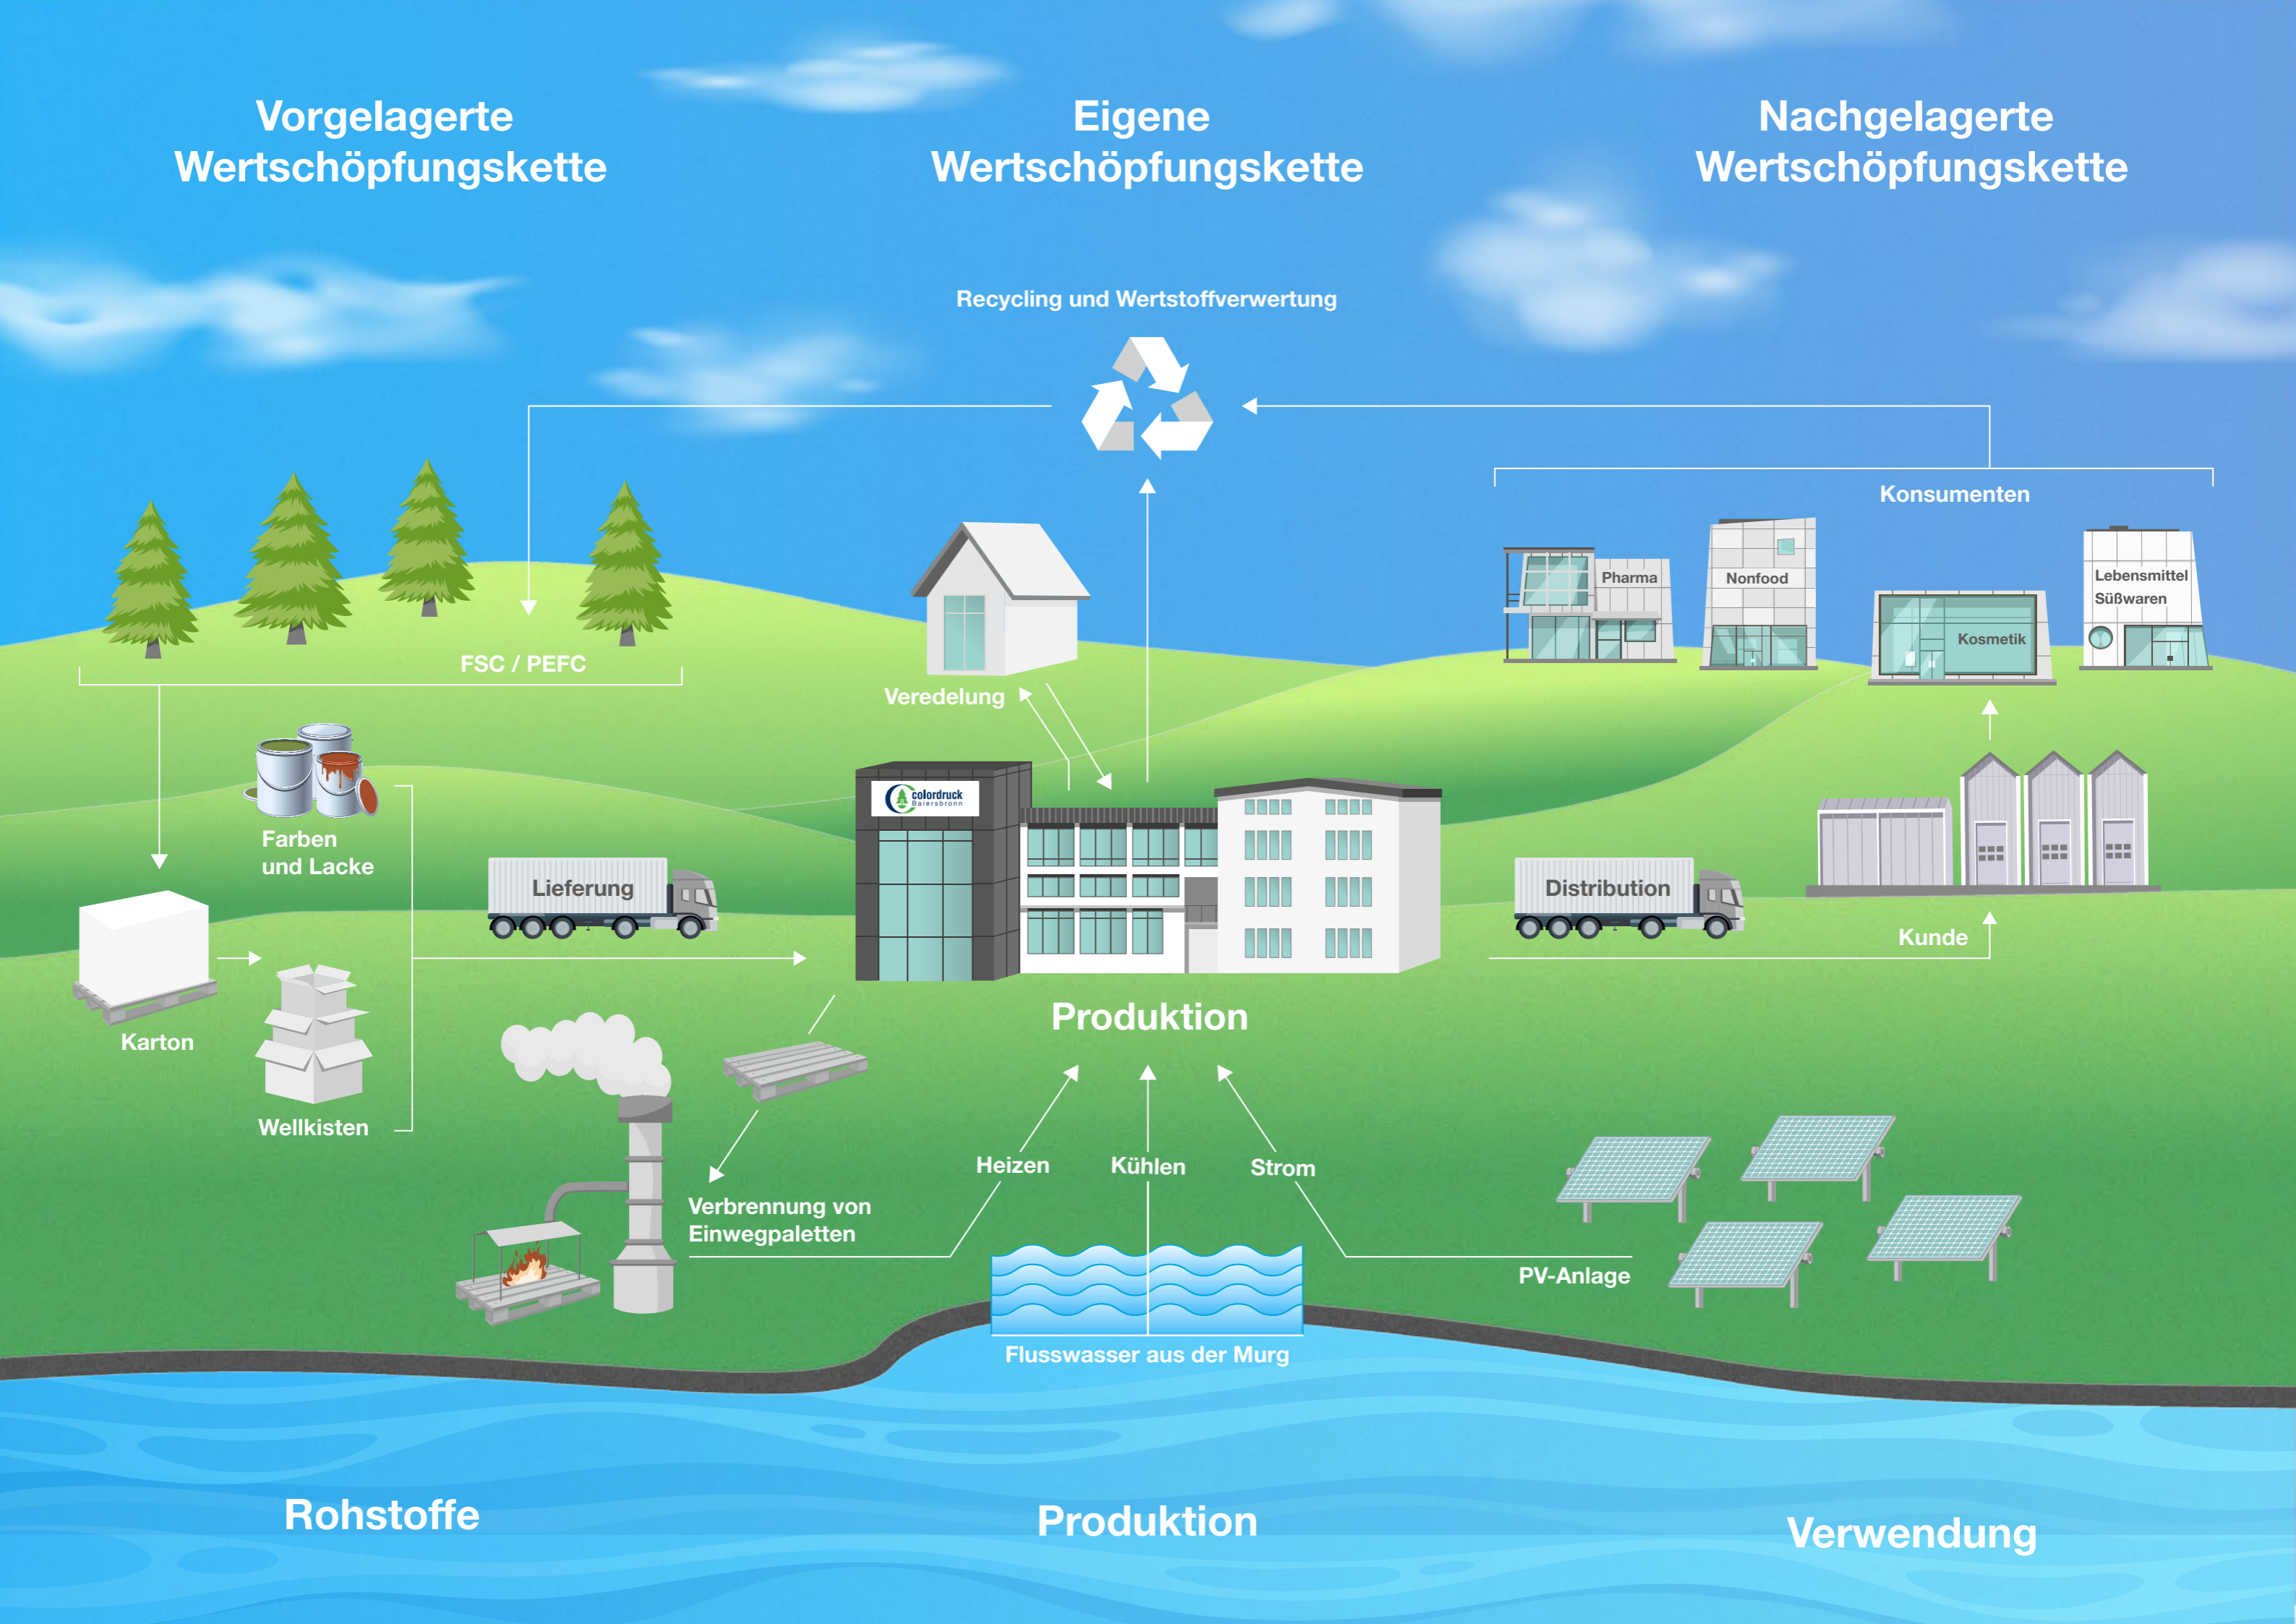 Vorgelagerte
Wertschöpfungskette
Eigene
Wertschöpfungskette
Nachgelagerte
Wertschöpfungskette
Recycling und Wertstoffverwertung
Konsumenten
Pharma
Nonfood
Kosmetik
Lebensmittel
Süßwaren
FSC / PEFC
Veredelung
colordruck
Baiersbronn
Farben
und Lacke
Lieferung
Distribution
Kunde
Karton
Wellkisten
Produktion
Heizen
Kühlen
Strom
Verbrennung von
Einwegpaletten
PV-Anlage
Flusswasser aus der Murg
Rohstoffe
Produktion
Verwendung